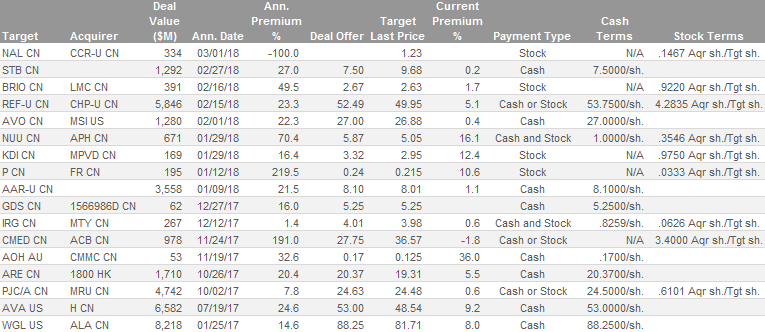 Target Acquirer Deal Value ($M) Ann. Date Ann. Premium % Deal Offer Target Last Price Current Premium % Payment Type Cash Terms Stock Terms
NAL CN CCR-U CN 334 03/01/18 -100.0 1.23 Stock N/A .1467 Aqr sh./Tgt sh.
STB CN 1,292 02/27/18 27.0 7.50 9.68 0.2 Cash 7.5000/sh.
BRIO CN LMC CN 391 02/16/18 49.5 2.67 2.63 1.7 Stock N/A .9220 Aqr sh./Tgt sh.
REF-U CN CHP-U CN 5,846 02/15/18 23.3 52.49 49.95 5.1 Cash or Stock 53.7500/sh. 4.2835 Aqr sh./Tgt sh.
AVO CN MSI US 1,280 02/01/18 22.3 27.00 26.88 0.4 Cash 27.0000/sh.
NUU CN APH CN 671 01/29/18 70.4 5.87 5.05 16.1 Cash and Stock 1.0000/sh. .3546 Aqr sh./Tgt sh.
KDI CN MPVD CN 169 01/29/18 16.4 3.32 2.95 12.4 Stock N/A .9750 Aqr sh./Tgt sh.
P CN FR CN 195 01/12/18 219.5 0.24 0.215 10.6 Stock N/A .0333 Aqr sh./Tgt sh.
AAR-U CN 3,558 01/09/18 21.5 8.10 8.01 1.1 Cash 8.1000/sh.
GDS CN 1566986D CN 62 12/27/17 16.0 5.25 5.25 Cash 5.2500/sh.
IRG CN MTY CN 267 12/12/17 1.4 4.01 3.98 0.6 Cash and Stock .8259/sh. .0626 Aqr sh./Tgt sh.
CMED CN ACB CN 978 11/24/17 191.0 27.75 36.57 -1.8 Cash or Stock N/A 3.4000 Aqr sh./Tgt sh.
AOH AU CMMC CN 53 11/19/17 32.6 0.17 0.125 36.0 Cash .1700/sh.
ARE CN 1800 HK 1,710 10/26/17 20.4 20.37 19.31 5.5 Cash 20.3700/sh.
PJC/A CN MRU CN 4,742 10/02/17 7.8 24.63 24.48 0.6 Cash or Stock 24.5000/sh. .6101 Aqr sh./Tgt sh.
AVA US H CN 6,582 07/19/17 24.6 53.00 48.54 9.2 Cash 53.0000/sh.
WGL US ALA CN 8,218 01/25/17 14.6 88.25 81.71 8.0 Cash 88.2500/sh.